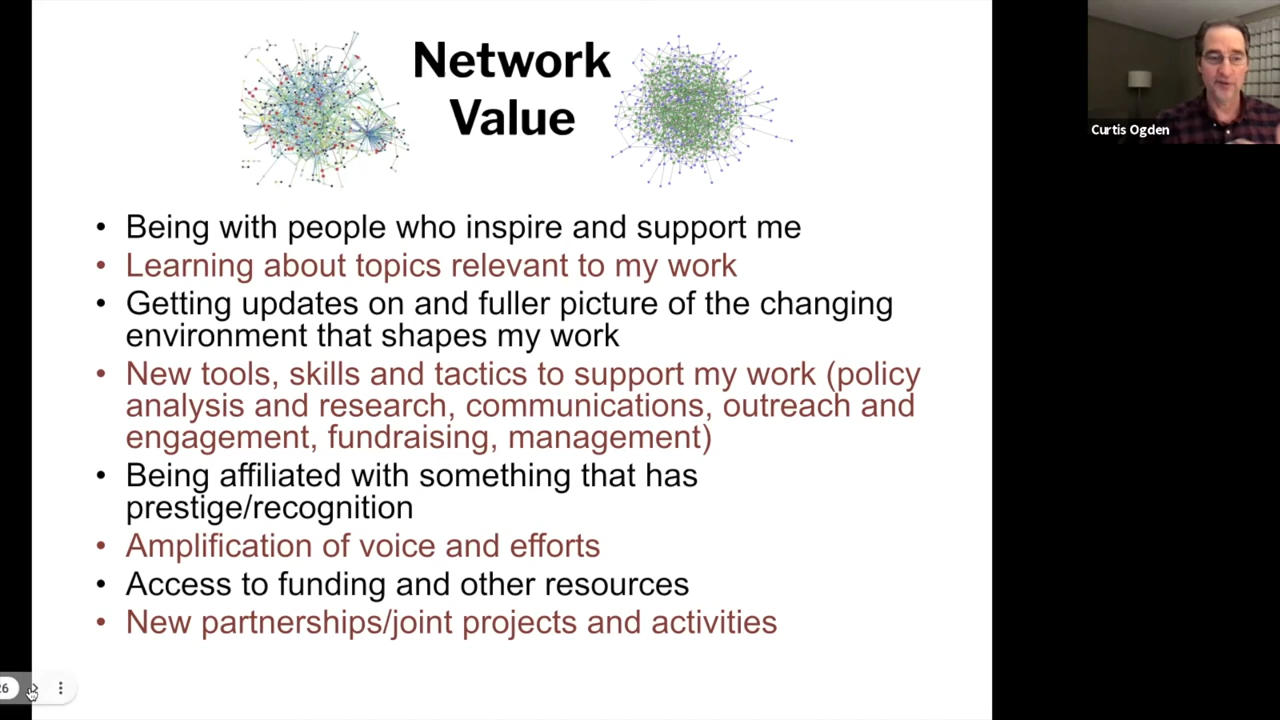 Network
Value
Curtis Ogden
• Being with people who inspire and support me
• Learning about topics relevant to my work
• Getting updates on and fuller picture of the changing
environment that shapes my work
• New tools, skills and tactics to support my work (policy
analysis and research, communications, outreach and
engagement, fundraising, management)
• Being affiliated with something that has
prestige/recognition
• Amplification of voice and efforts
• Access to funding and other resources
• New partnerships/joint projects and activities
26